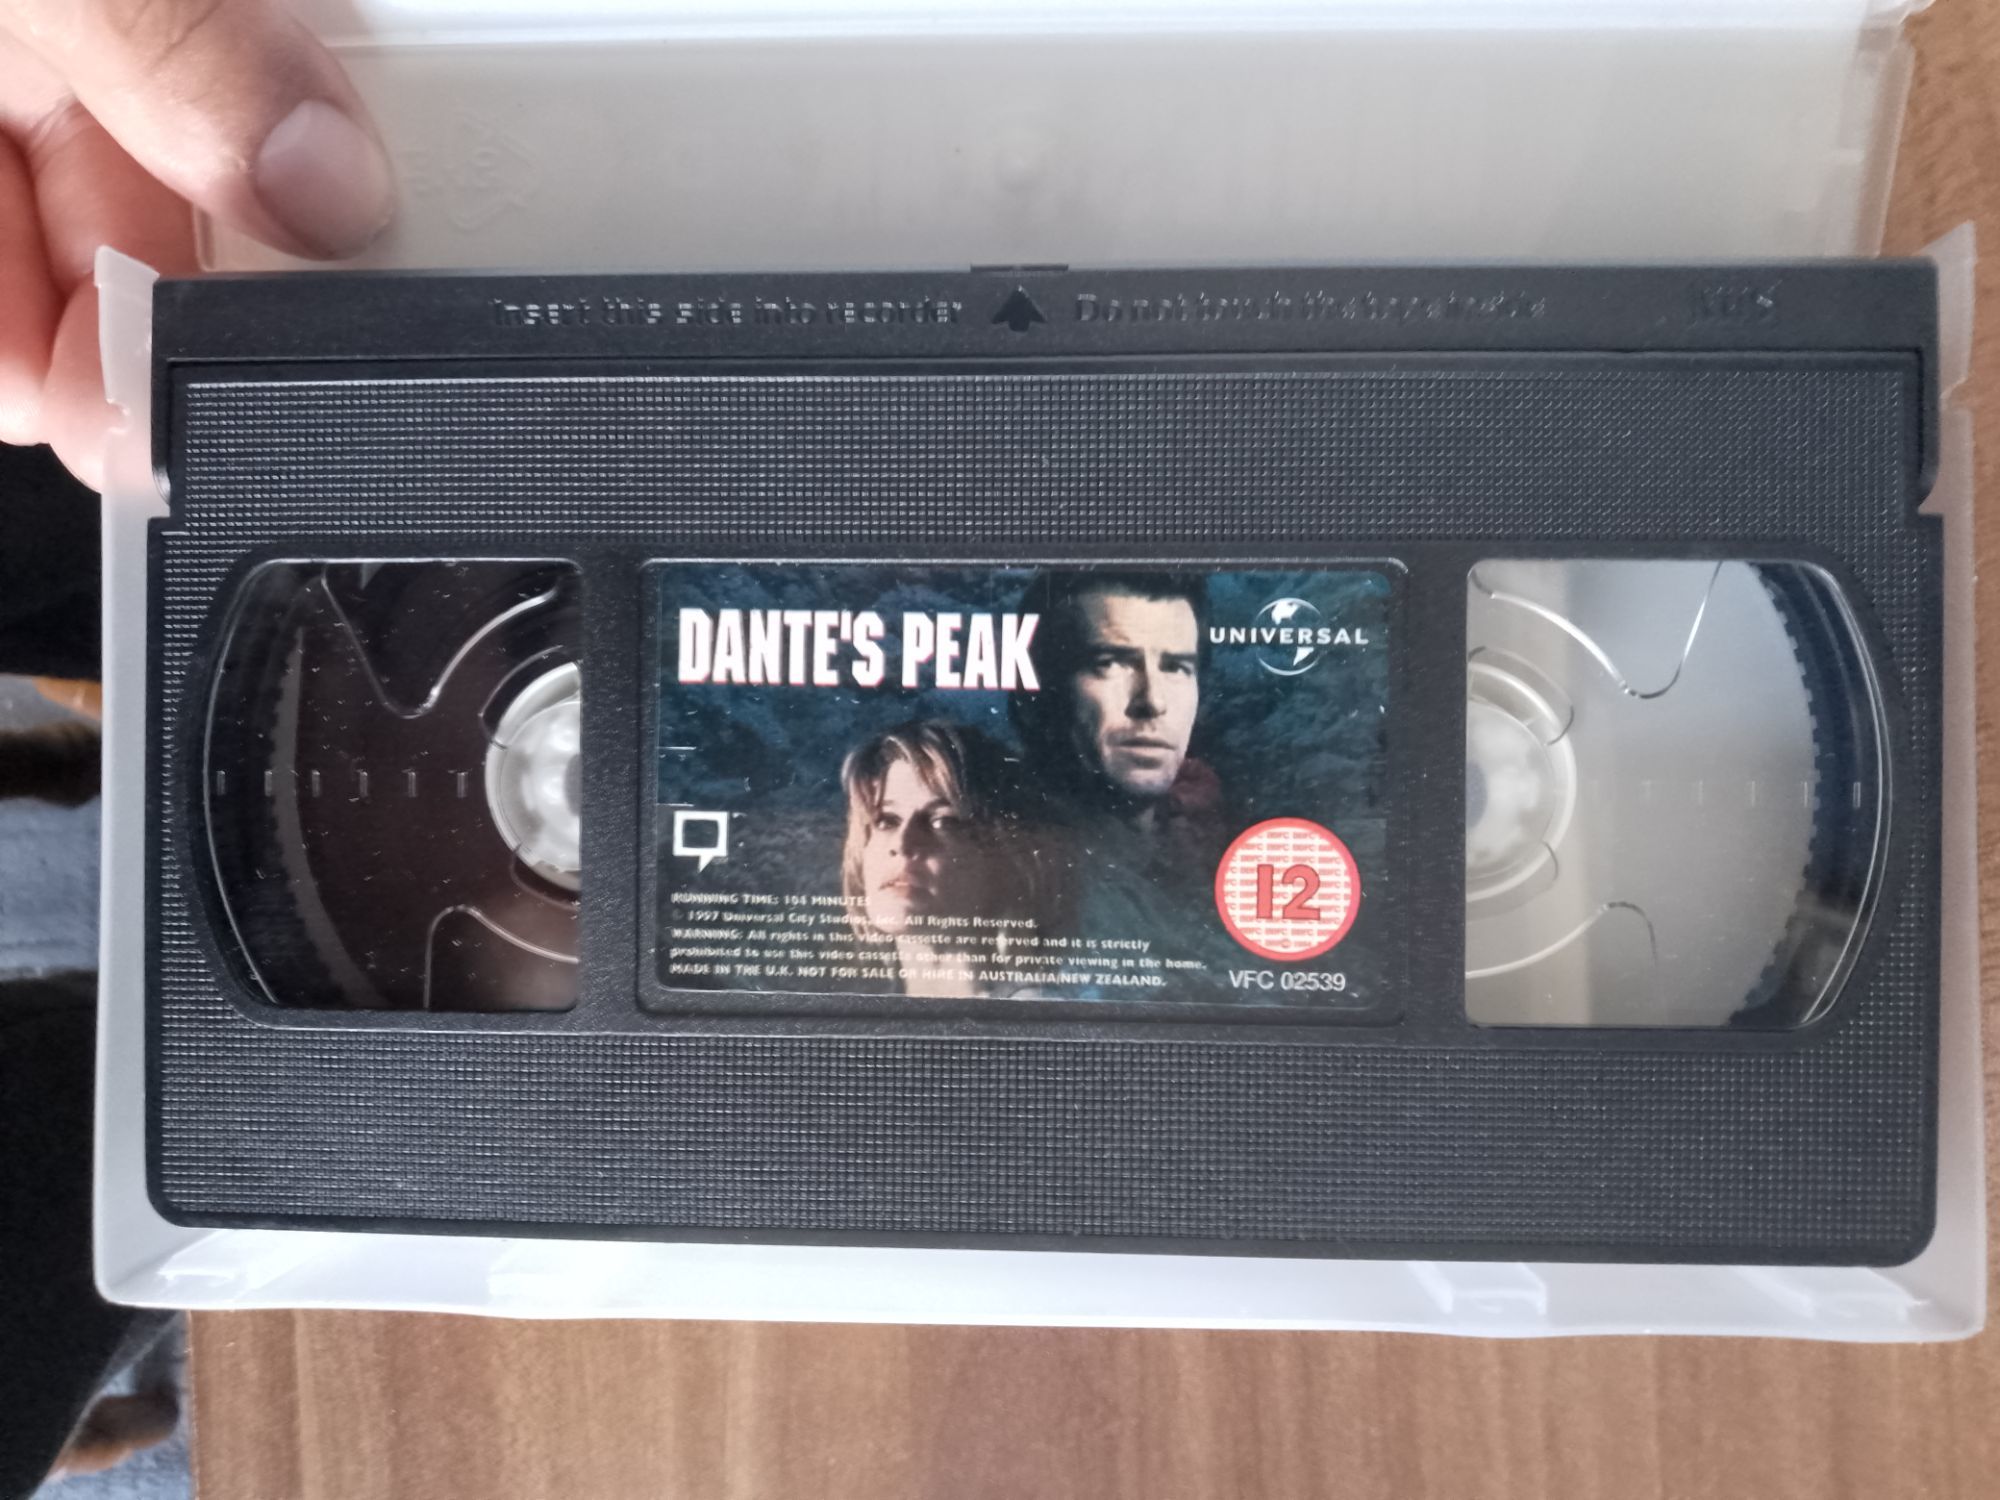 Insert this side into recorder Do not touch the tape inside
VHS
DANTE'S PEAK
UNIVERSAL
12
RUNNING TIME: 104 MINUTES
© 1997 Universal City Studios, Inc. All Rights Reserved.
WARNING: All rights in this video cassette are reserved and it is strictly
prohibited to use this video cassette other than for private viewing in the home.
MADE IN THE U.K. NOT FOR SALE OR HIRE IN AUSTRALIA/NEW ZEALAND.
VFC 02539